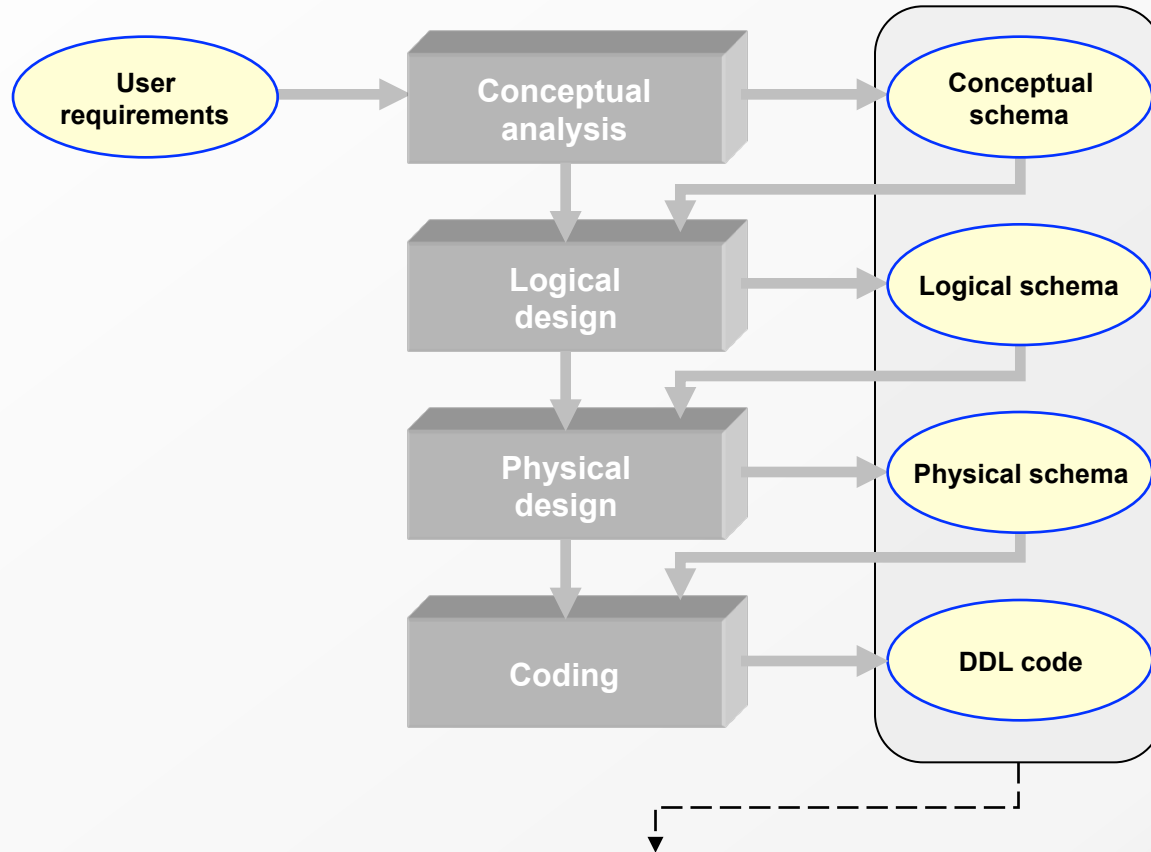 User
requirements
Conceptual
analysis
Conceptual
schema
Logical
design
Logical schema
Physical
design
Physical schema
Coding
DDL code